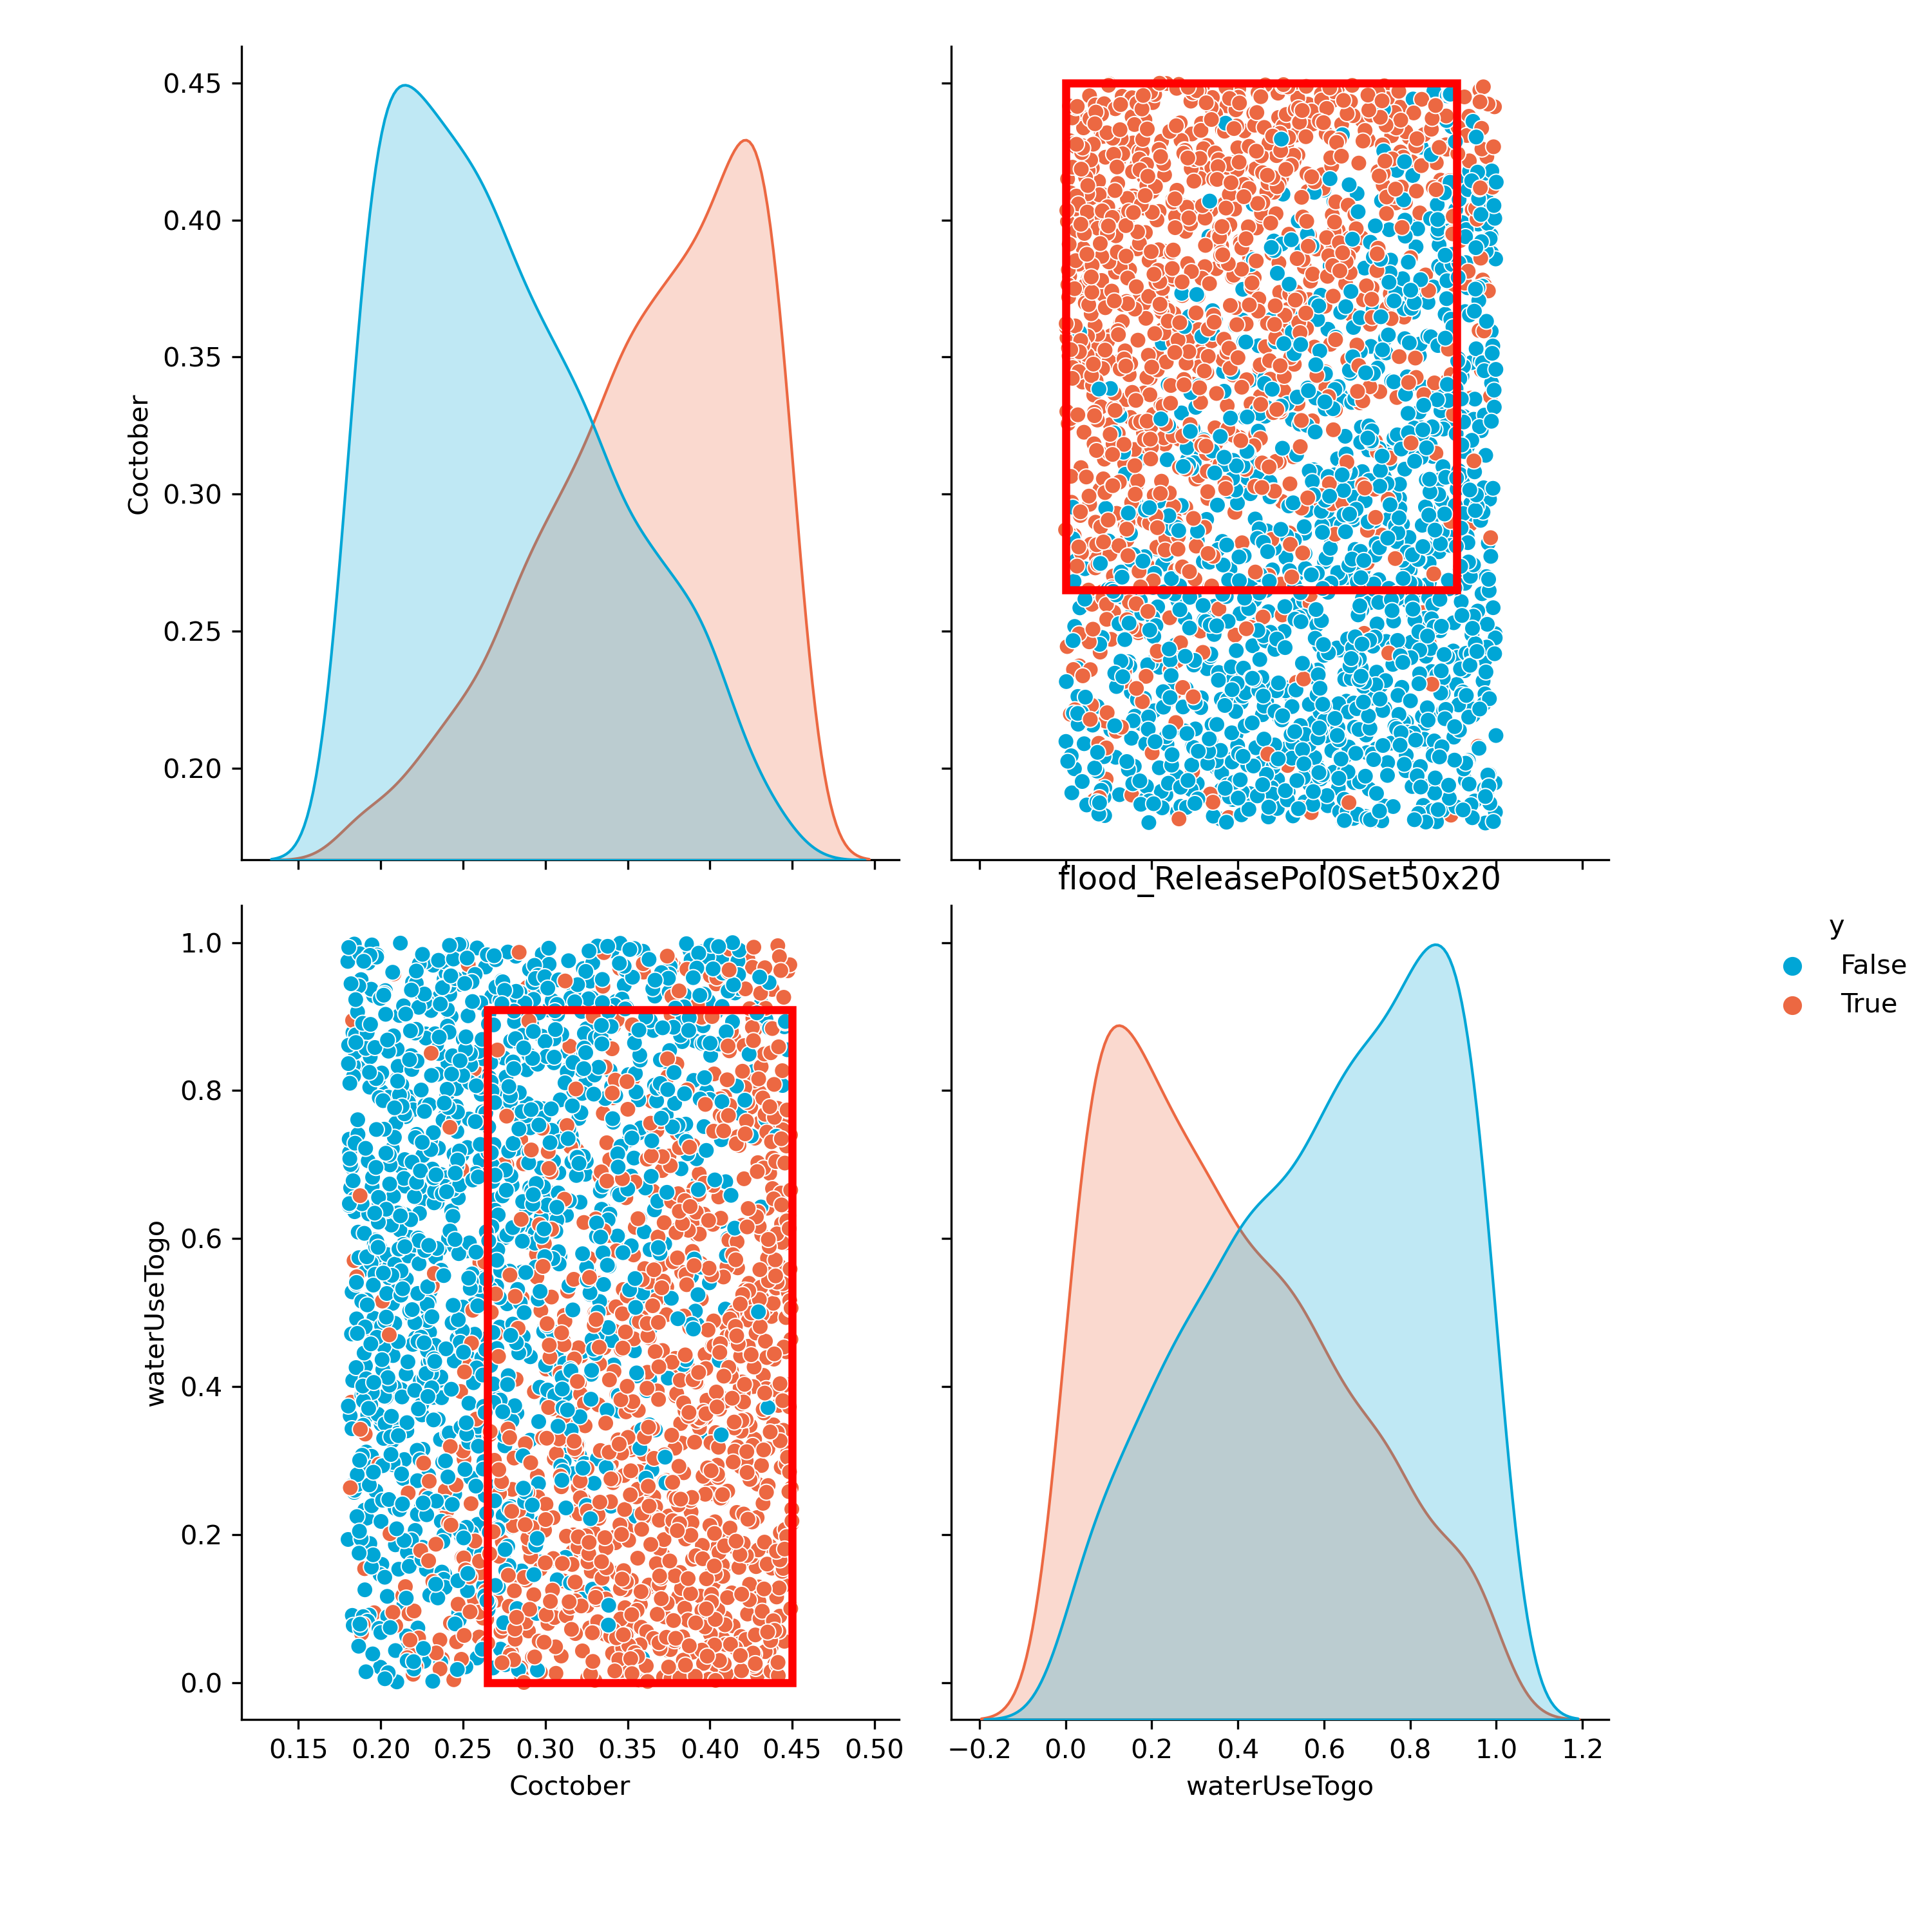 0.45
0.40
0.35
0.30
0.25
0.20
Coctober
flood_ReleasePol0Set50x20
y
False
True
1.0
0.8
0.6
0.4
0.2
0.0
waterUseTogo
0.15 0.20 0.25 0.30 0.35 0.40 0.45 0.50
Coctober
−0.2 0.0 0.2 0.4 0.6 0.8 1.0 1.2
waterUseTogo